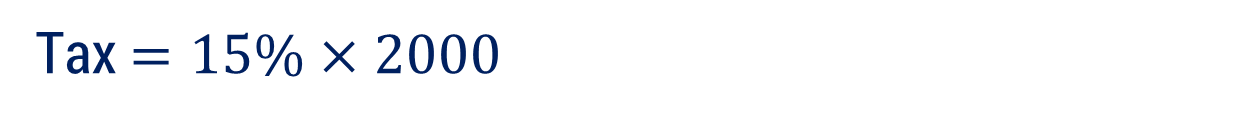 Tax = 15% × 2000